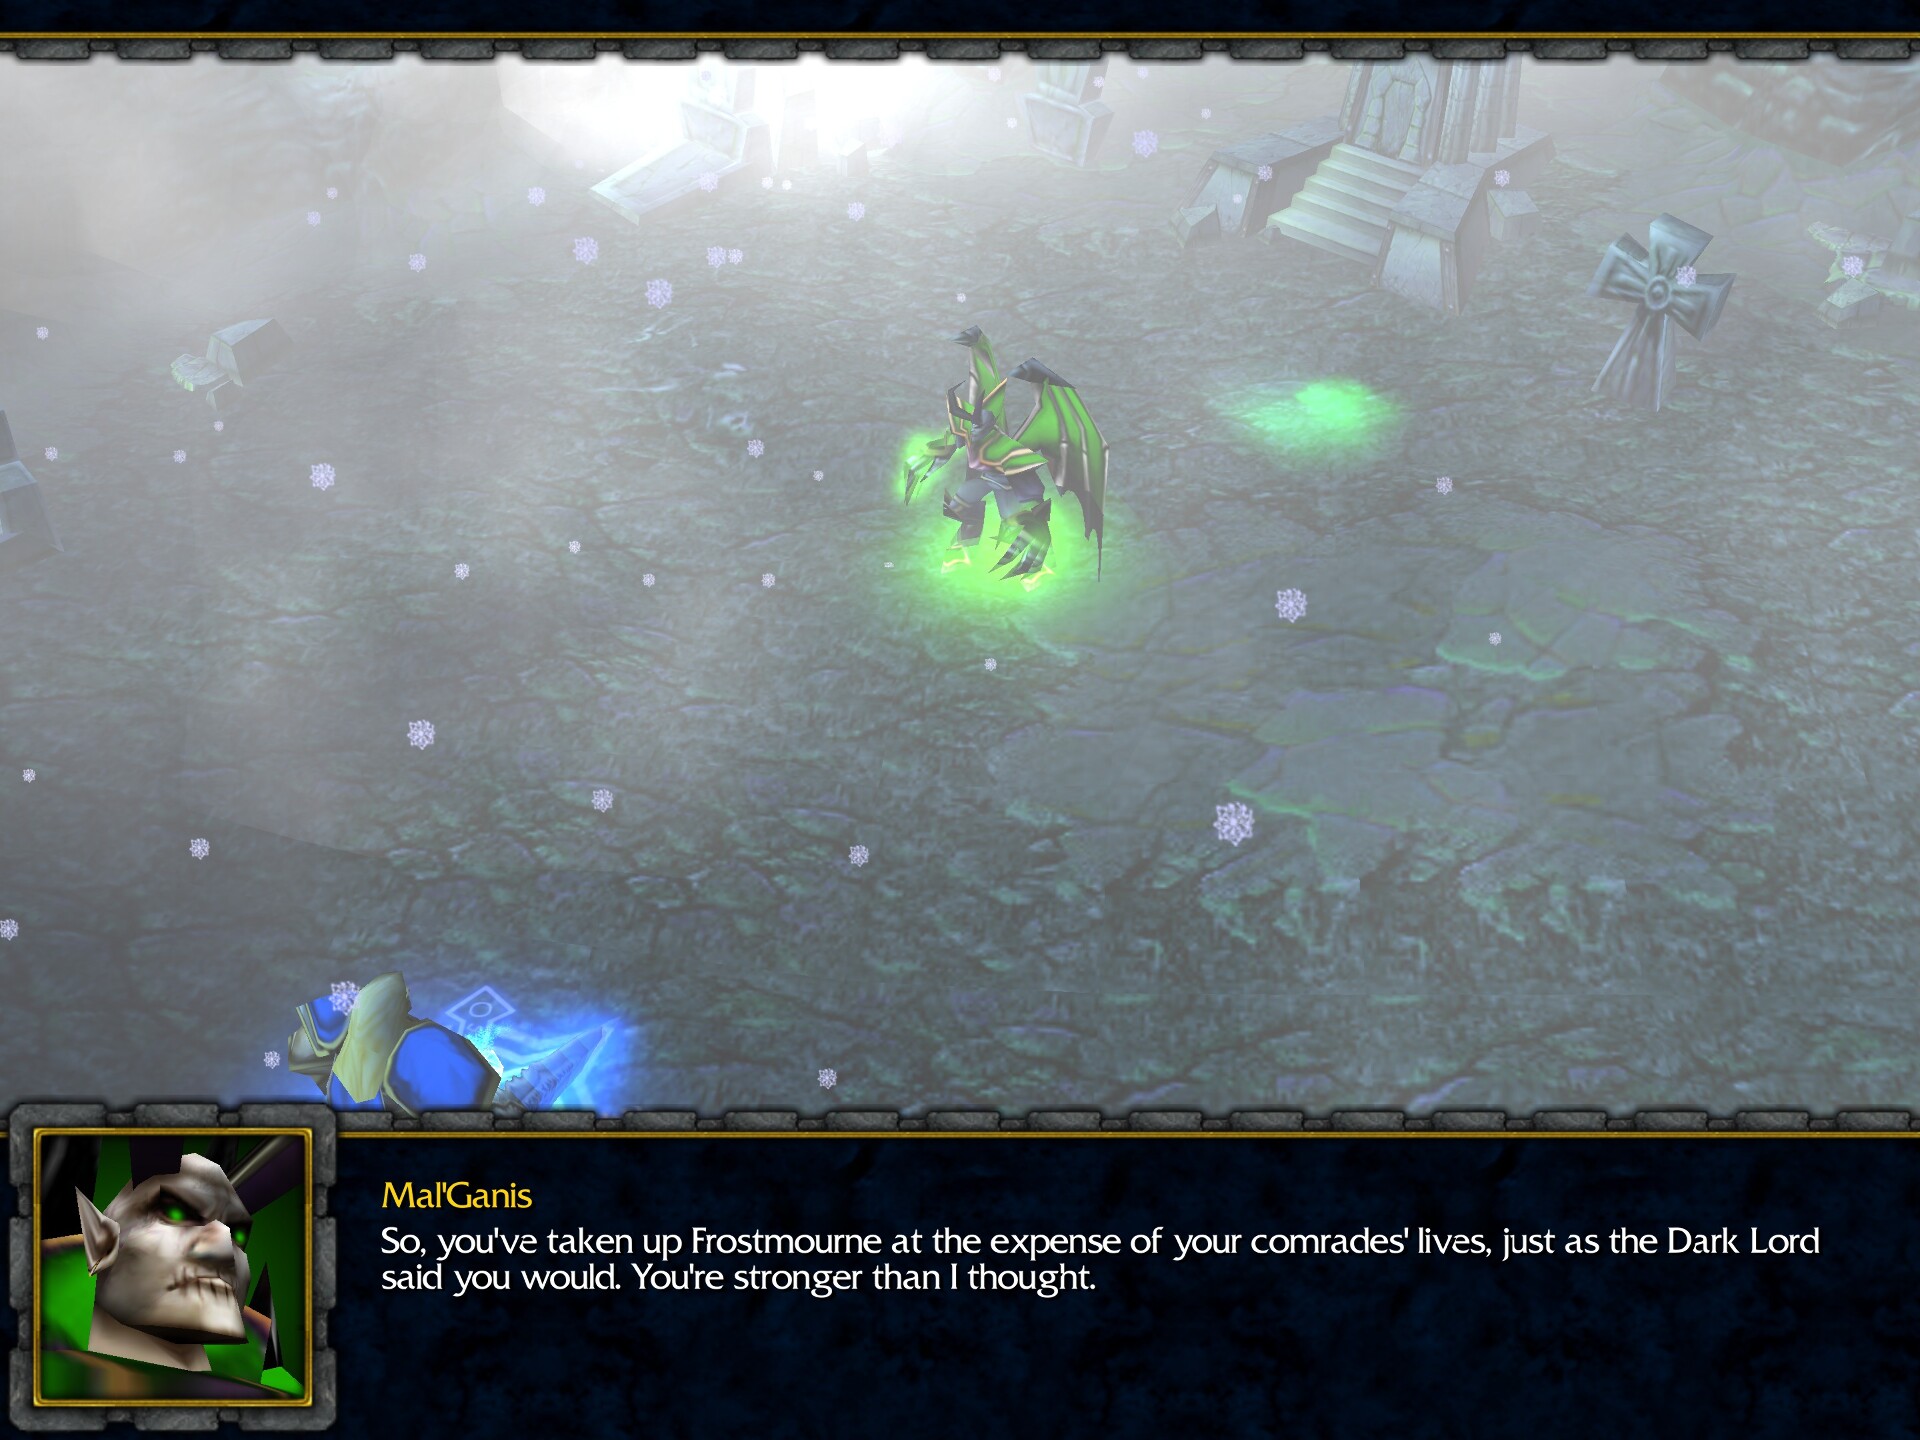 Mal'Ganis
So, you've taken up Frostmourne at the expense of your comrades' lives, just as the Dark Lord
said you would. You're stronger than I thought.